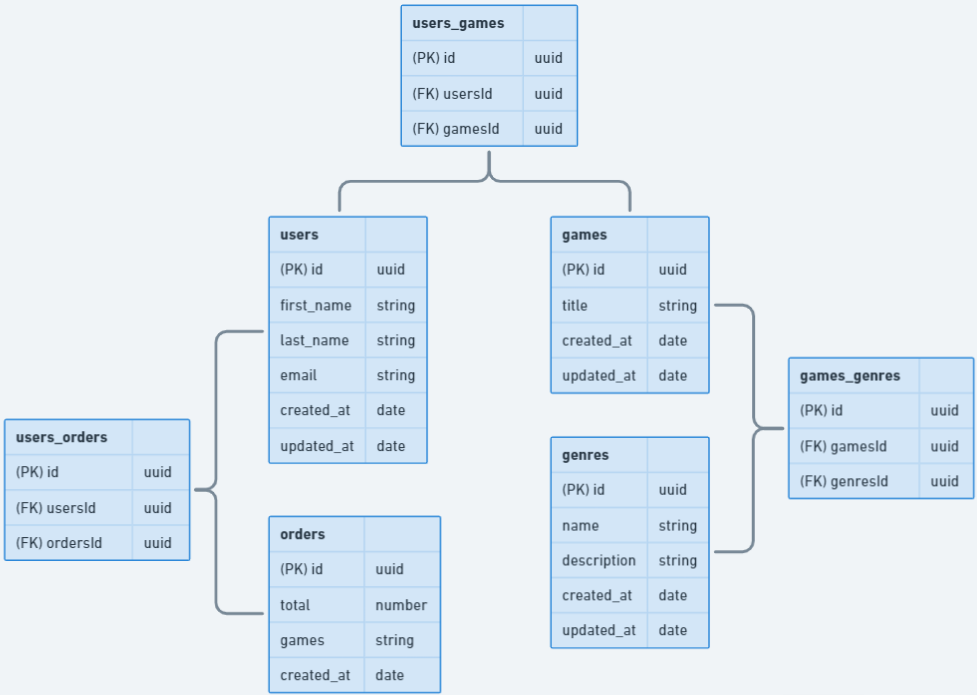 users_games
(PK) id uuid
(FK) usersId uuid
(FK) gamesId uuid
users
(PK) id uuid
first_name string
last_name string
email string
created_at date
updated_at date
games
(PK) id uuid
title string
created_at date
updated_at date
games_genres
(PK) id uuid
(FK) gamesId uuid
(FK) genresId uuid
users_orders
(PK) id uuid
(FK) usersId uuid
(FK) ordersId uuid
genres
(PK) id uuid
name string
description string
created_at date
updated_at date
orders
(PK) id uuid
total number
games string
created_at date